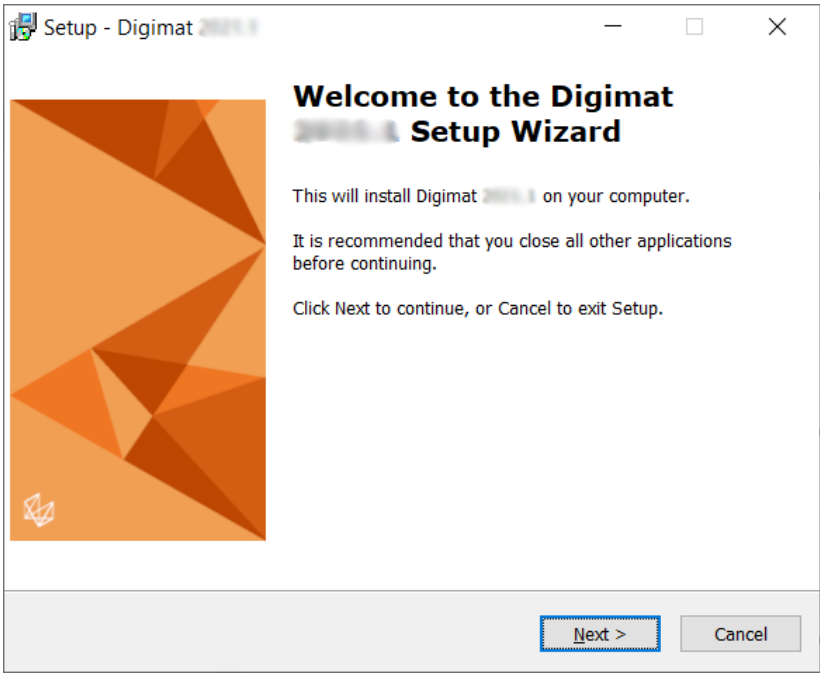 Setup - Digimat
Welcome to the Digimat
Setup Wizard
This will install Digimat on your computer.
It is recommended that you close all other applications
before continuing.
Click Next to continue, or Cancel to exit Setup.
Next >
Cancel